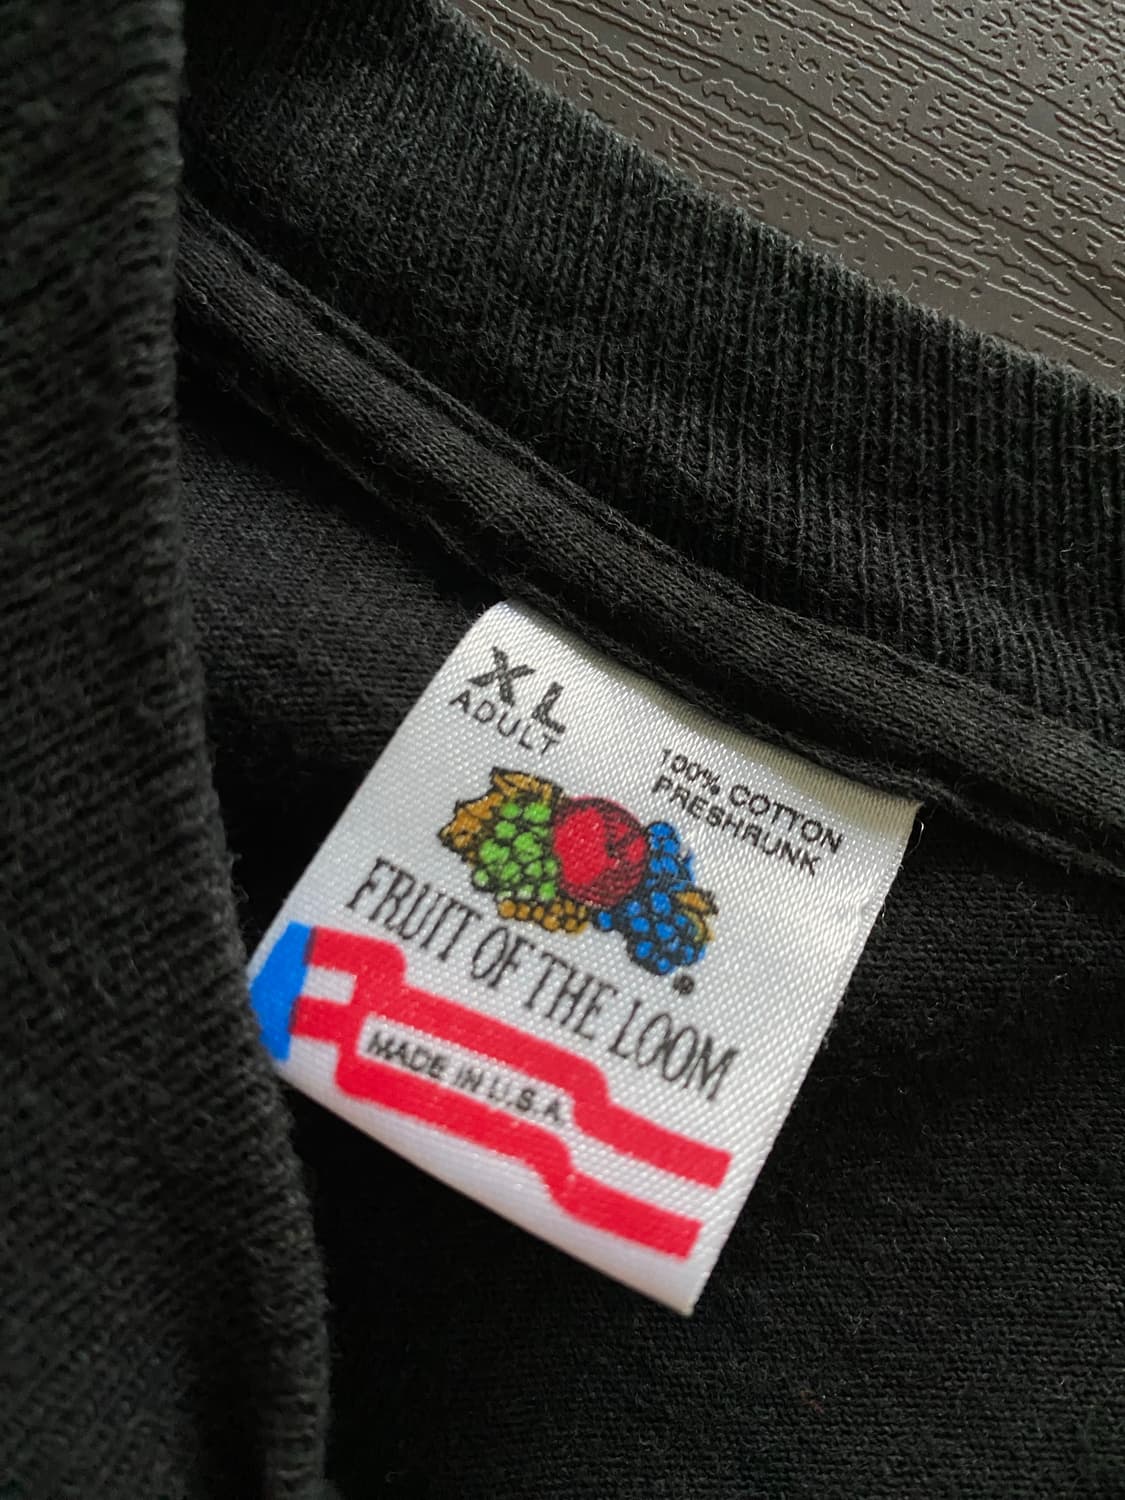 XL
ADULT
100% COTTON
PRESHRUNK
FRUIT OF THE LOOM®
MADE IN U.S.A.